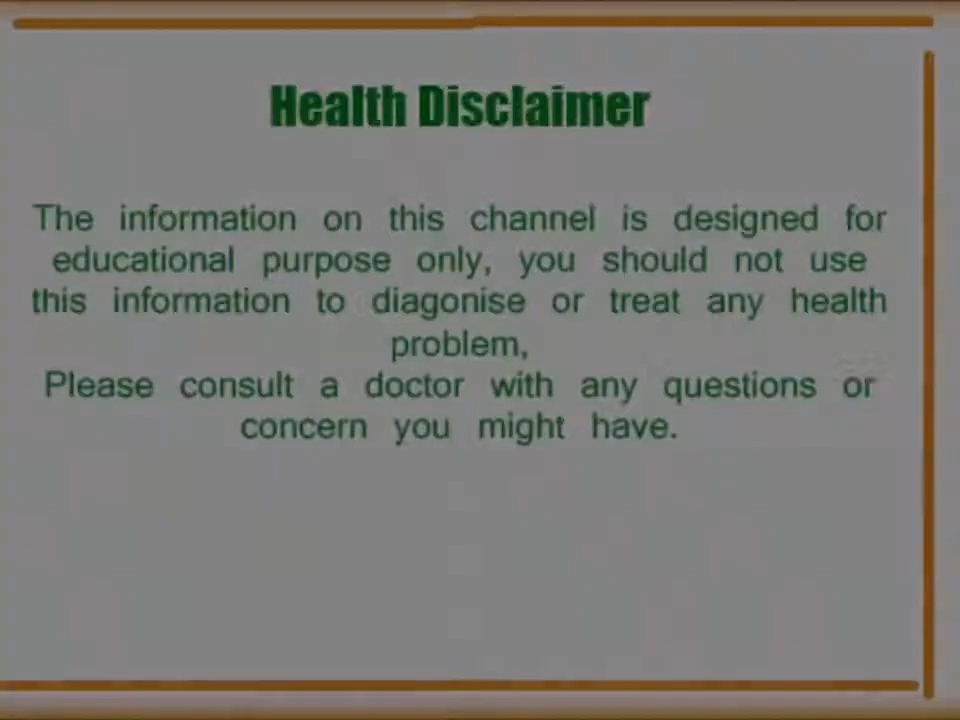 Health Disclaimer
The information on this channel is designed for
educational purpose only, you should not use
this information to diagonise or treat any health
problem,
Please consult a doctor with any questions or
concern you might have.